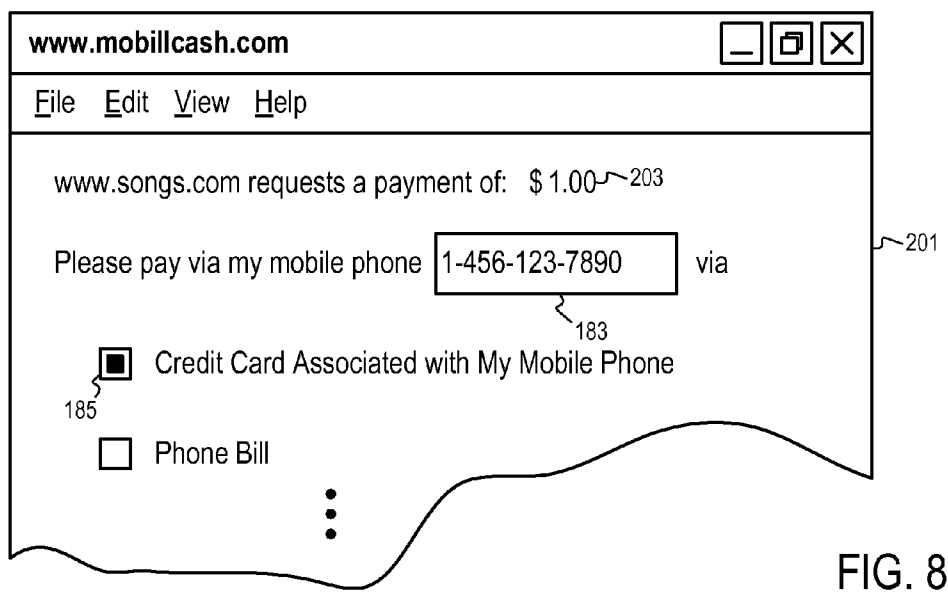 www.mobillcash.com
File Edit View Help
www.songs.com requests a payment of: $ 1.00 203
201
Please pay via my mobile phone 1-456-123-7890 via
183
Credit Card Associated with My Mobile Phone
185
Phone Bill
FIG. 8